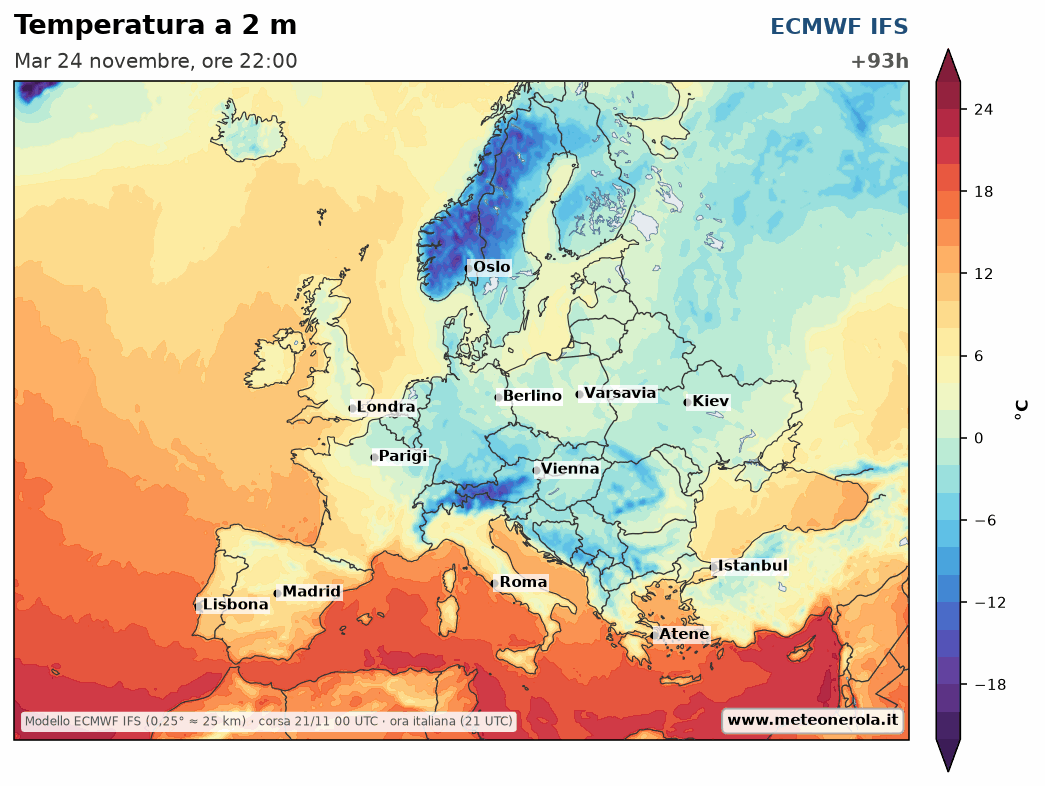 Temperatura a 2 m
ECMWF IFS
Mar 24 novembre, ore 22:00
+93h
24
18
12
6
0
−6
−12
−18
°C
Oslo
Londra
Berlino
Varsavia
Kiev
Parigi
Vienna
Istanbul
Roma
Madrid
Lisbona
Atene
Modello ECMWF IFS (0,25° ≈ 25 km) · corsa 21/11 00 UTC · ora italiana (21 UTC)
www.meteonerola.it